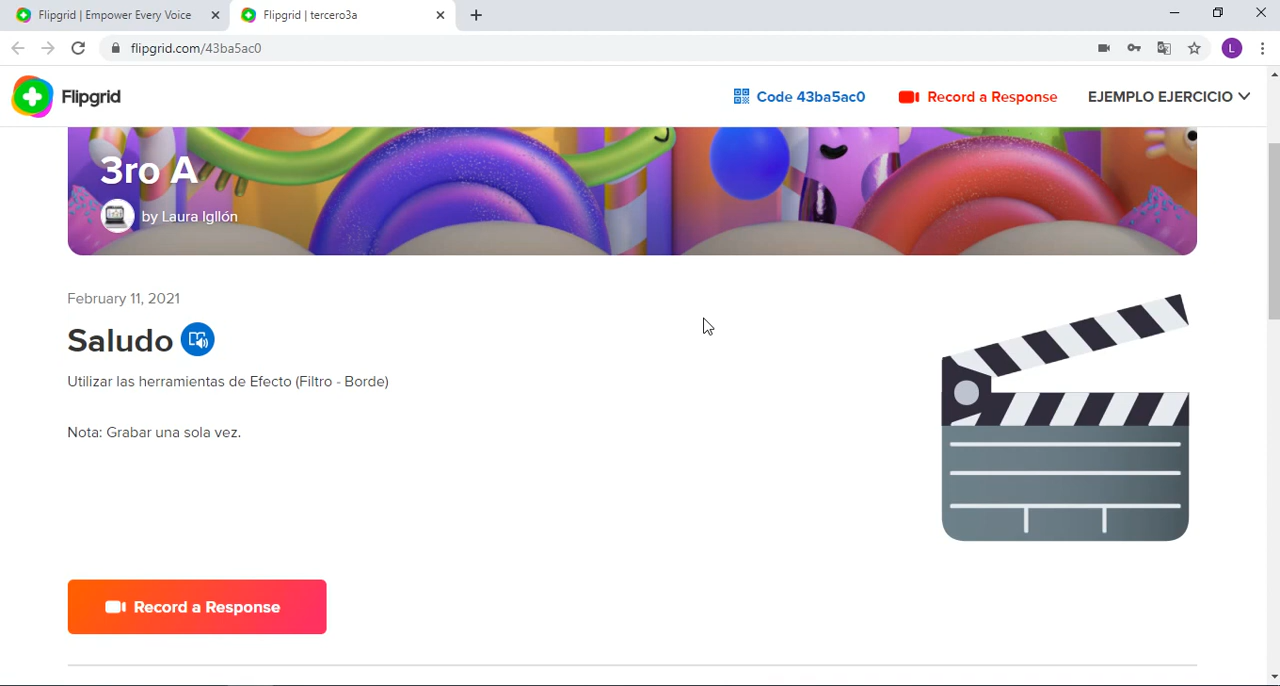 Flipgrid | Empower Every Voice
Flipgrid | tercero3a
flipgrid.com/43ba5ac0
L
Flipgrid
Code 43ba5ac0
Record a Response
EJEMPLO EJERCICIO
3ro A
by Laura Igllón
February 11, 2021
Saludo
Utilizar las herramientas de Efecto (Filtro - Borde)
Nota: Grabar una sola vez.
Record a Response